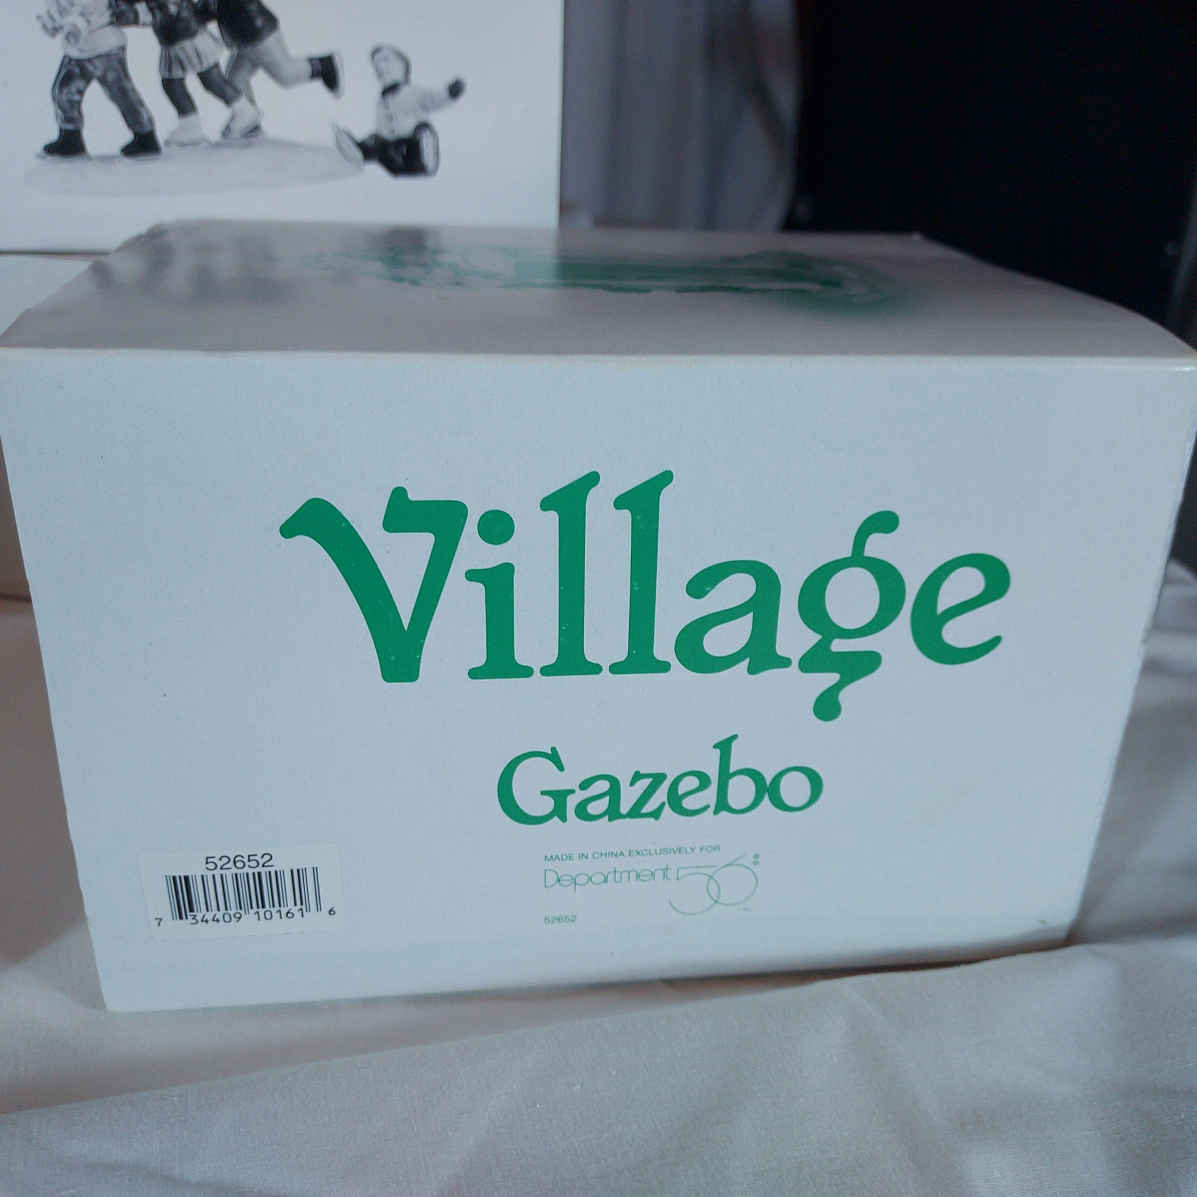 Village
Gazebo
MADE IN CHINA EXCLUSIVELY FOR
Department 56
52652
52652
7 34409 10161 6